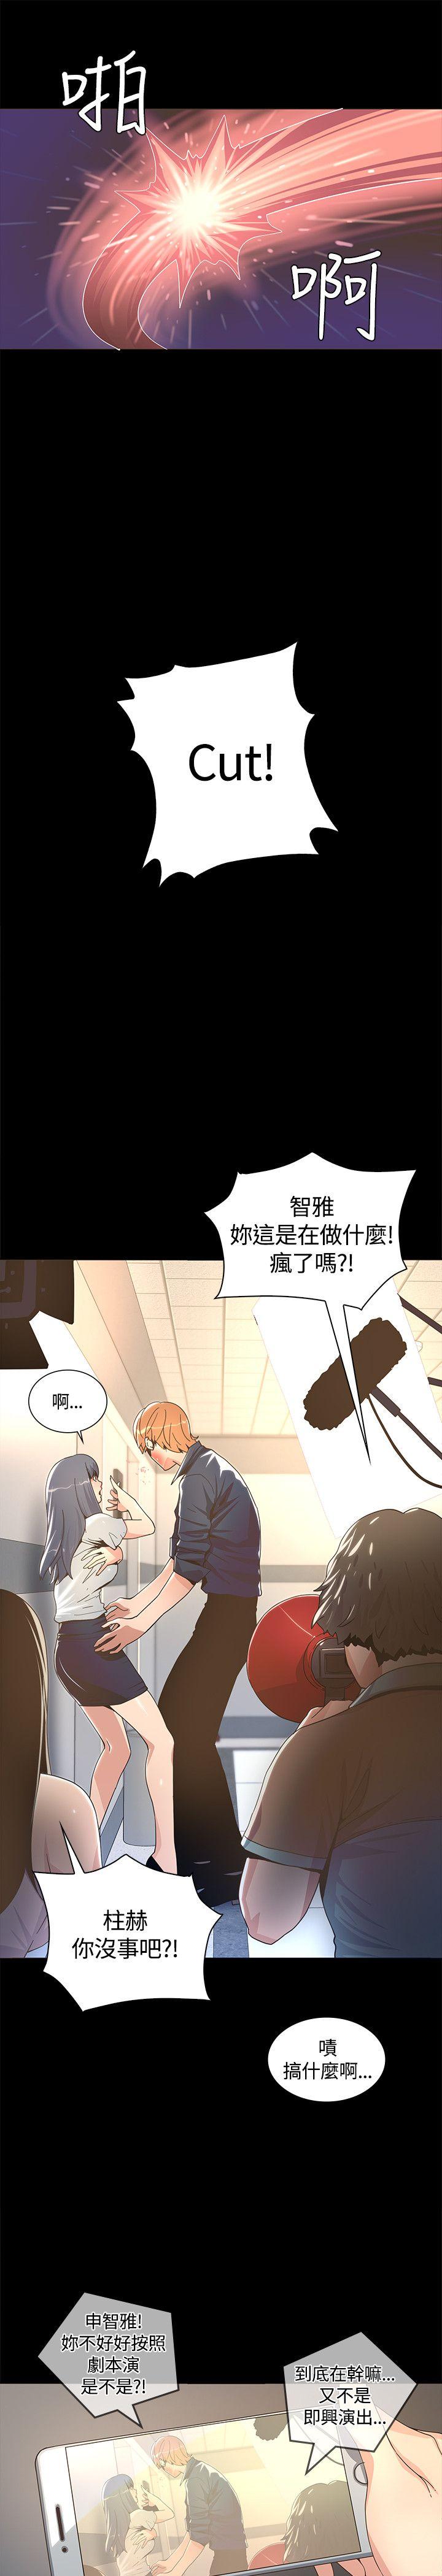 啪
啊
Cut!
智雅
妳這是在做什麼!
瘋了嗎?!
啊...
柱赫
你沒事吧?!
嘖
搞什麼啊...
申智雅!
妳不好好按照
劇本演
是不是?!
到底在幹嘛...
又不是
即興演出...